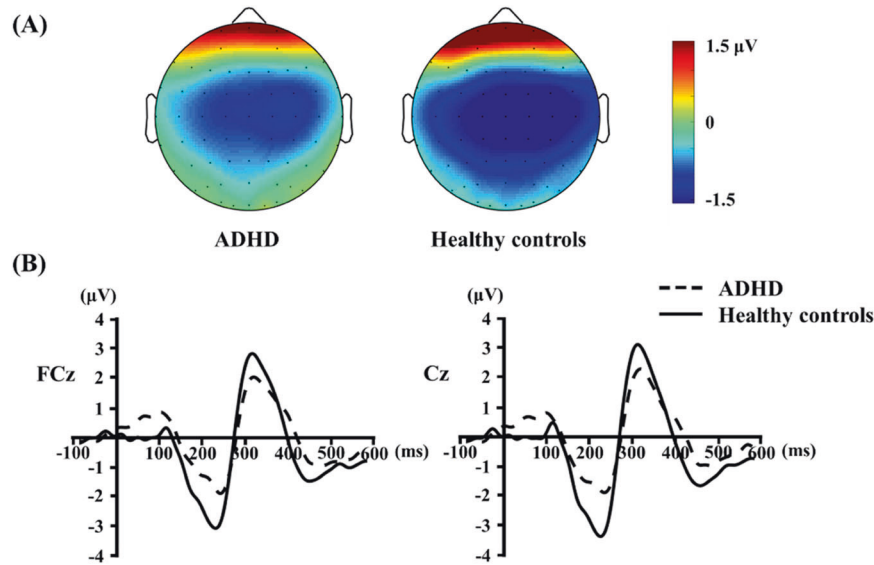 (A)
1.5 μV
0
-1.5
ADHD
Healthy controls
(B)
(μV)
4
3
2
1
-1
-2
-3
-4
FCz
-100
100
200
300
400
500
600
(ms)
(μV)
4
3
2
1
-1
-2
-3
-4
Cz
-100
100
200
300
400
500
600
(ms)
ADHD
Healthy controls